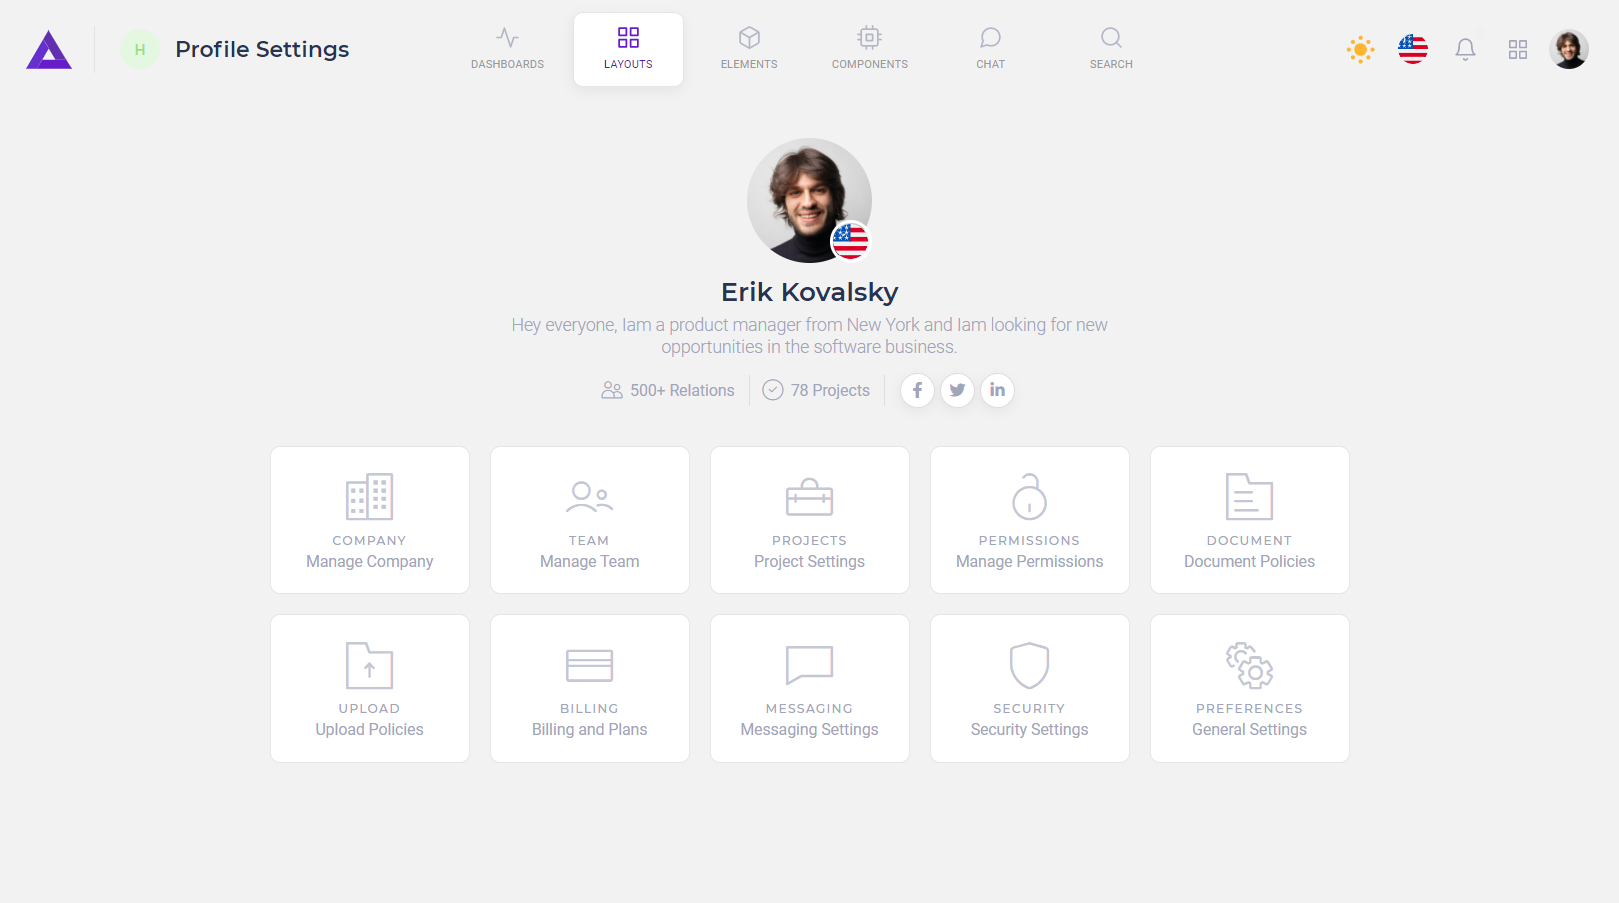 H
Profile Settings
DASHBOARDS
LAYOUTS
ELEMENTS
COMPONENTS
CHAT
SEARCH
Erik Kovalsky
Hey everyone, Iam a product manager from New York and Iam looking for new
opportunities in the software business.
500+ Relations
78 Projects
COMPANY
Manage Company
TEAM
Manage Team
PROJECTS
Project Settings
PERMISSIONS
Manage Permissions
DOCUMENT
Document Policies
UPLOAD
Upload Policies
BILLING
Billing and Plans
MESSAGING
Messaging Settings
SECURITY
Security Settings
PREFERENCES
General Settings